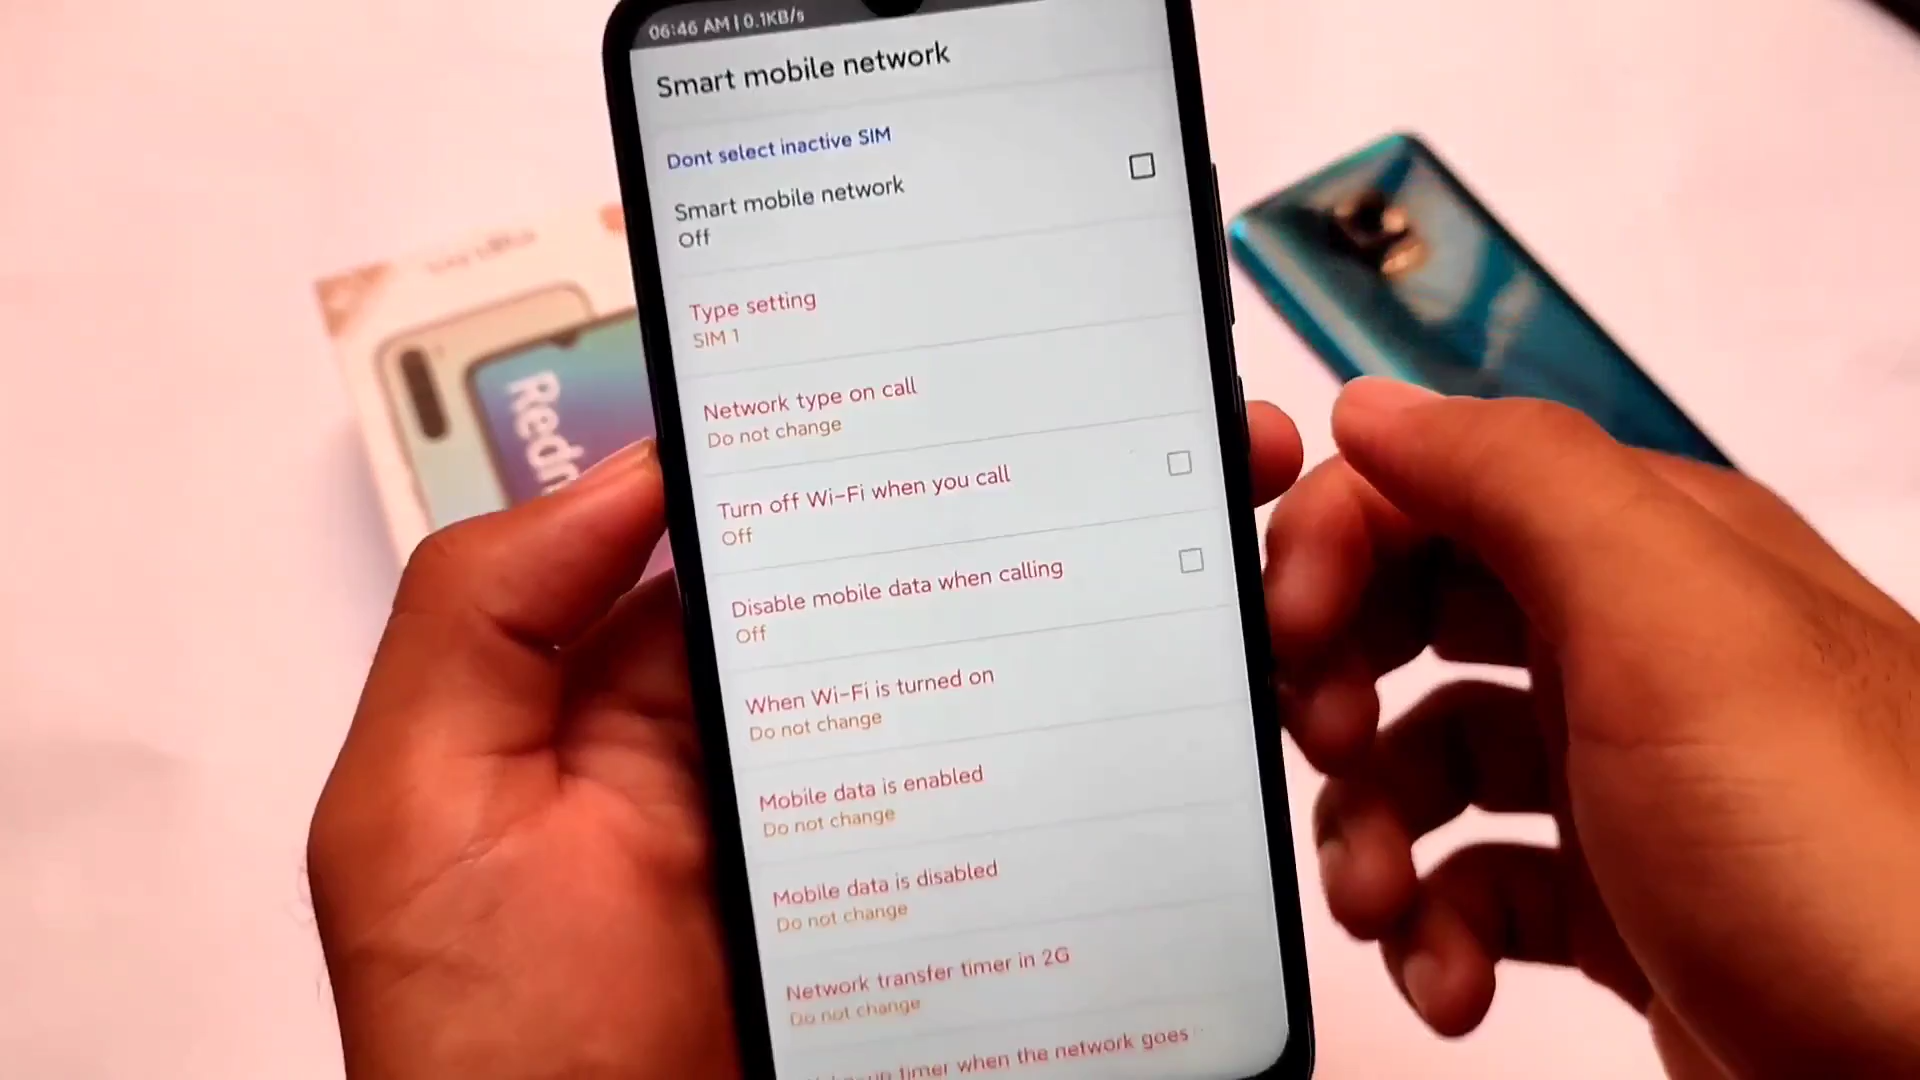 06:46 AM | 0.1KB/s
Smart mobile network
Dont select inactive SIM
Smart mobile network
Off
Type setting
SIM 1
Network type on call
Do not change
Turn off Wi-Fi when you call
Off
Disable mobile data when calling
Off
When Wi-Fi is turned on
Do not change
Mobile data is enabled
Do not change
Mobile data is disabled
Do not change
Network transfer timer in 2G
Do not change
timer when the network goes